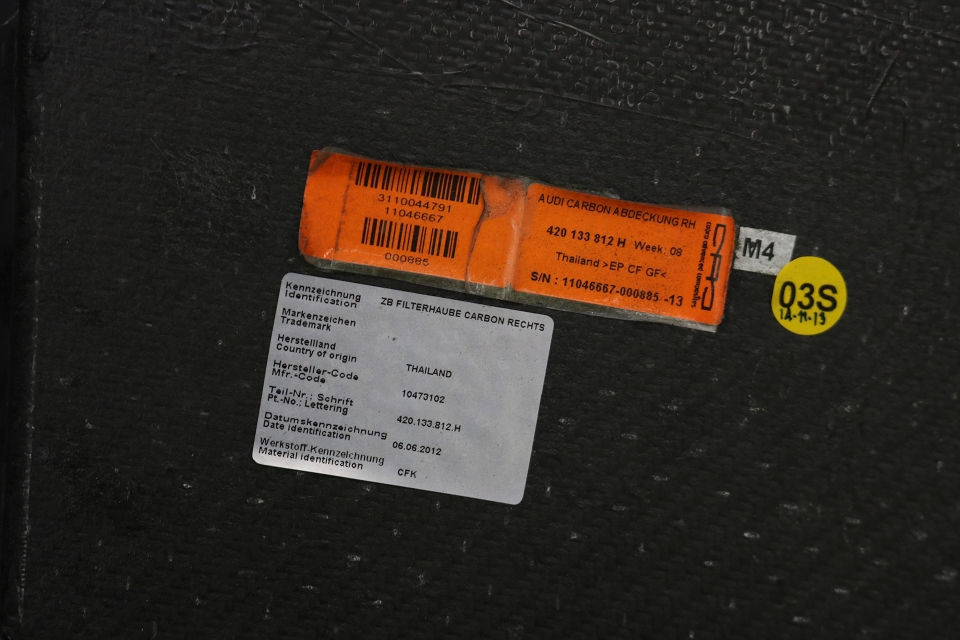 3110044791
11046667
000885
AUDI CARBON ABDECKUNG RH
420 133 812 H Week: 08
Thailand >EP CF GF<
S/N : 11046667-000885 -13
M4
03S
14-11-13
Kennzeichnung
Identification
ZB FILTERHAUBE CARBON RECHTS
Markenzeichen
Trademark
Herstellland
Country of origin
THAILAND
Hersteller-Code
Mfr.-Code
10473102
Teil-Nr.: Schrift
Pt.-No.: Lettering
420.133.812.H
Datumskennzeichnung
Date identification
06.06.2012
Werkstoff-Kennzeichnung
Material identification
CFK